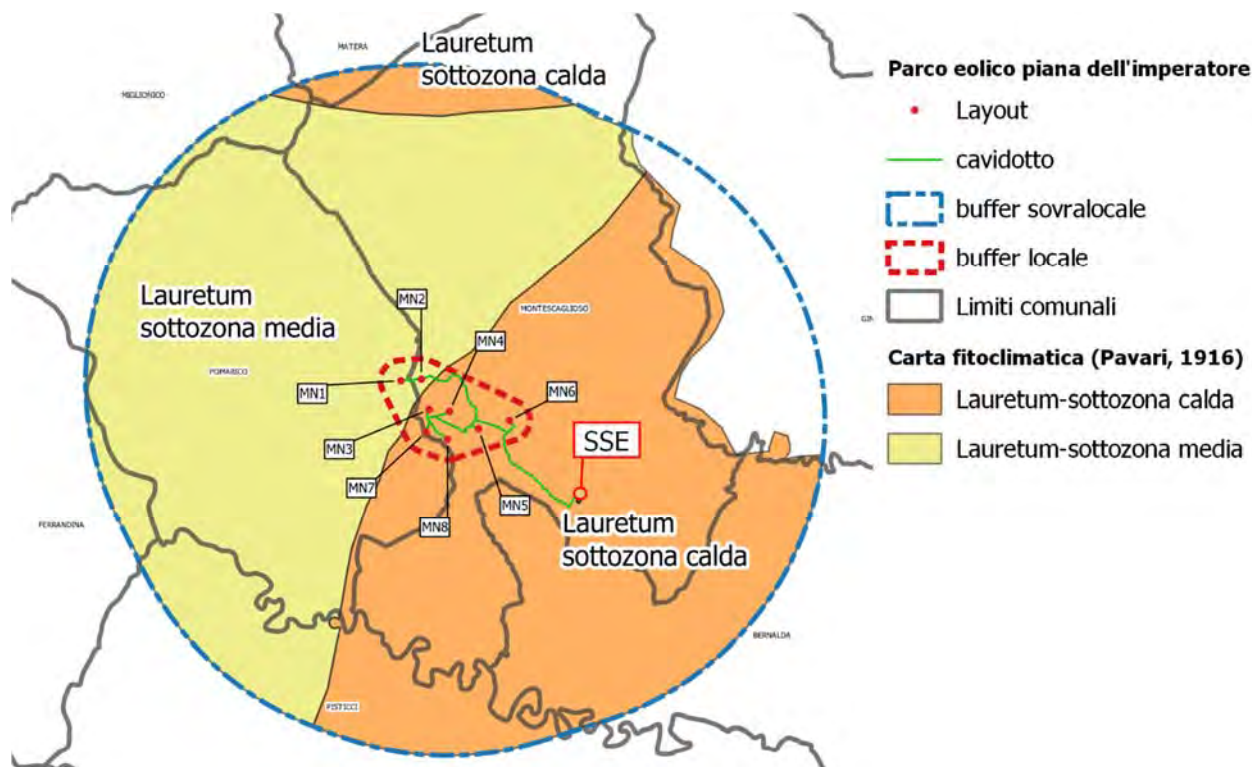 Lauretum
sottozona calda
MATERA
MIGLIONICO
Lauretum
sottozona media
MN2
MONTESCAGLIOSO
MN4
POMARICO
MN1
MN6
MN3
SSE
MN7
MN5
MN8
FERRANDINA
Lauretum
sottozona calda
BERNALDA
PISTICCI
GIN
Parco eolico piana dell'imperatore
Layout
cavidotto
buffer sovralocale
buffer locale
Limiti comunali
Carta fitoclimatica (Pavari, 1916)
Lauretum-sottozona calda
Lauretum-sottozona media